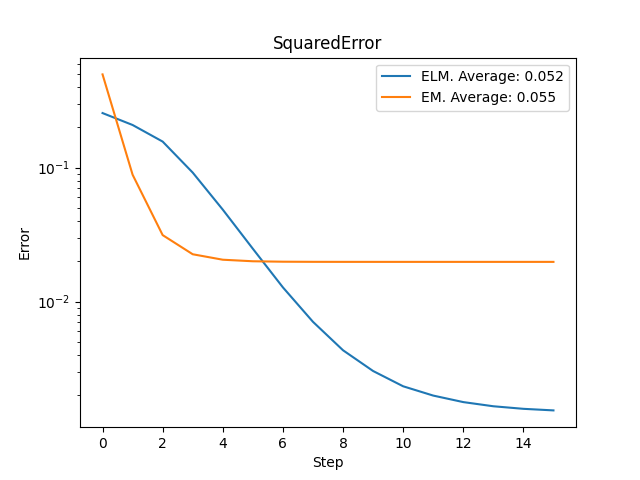 SquaredError
ELM. Average: 0.052
EM. Average: 0.055
10⁻¹
10⁻²
Error
0 2 4 6 8 10 12 14
Step